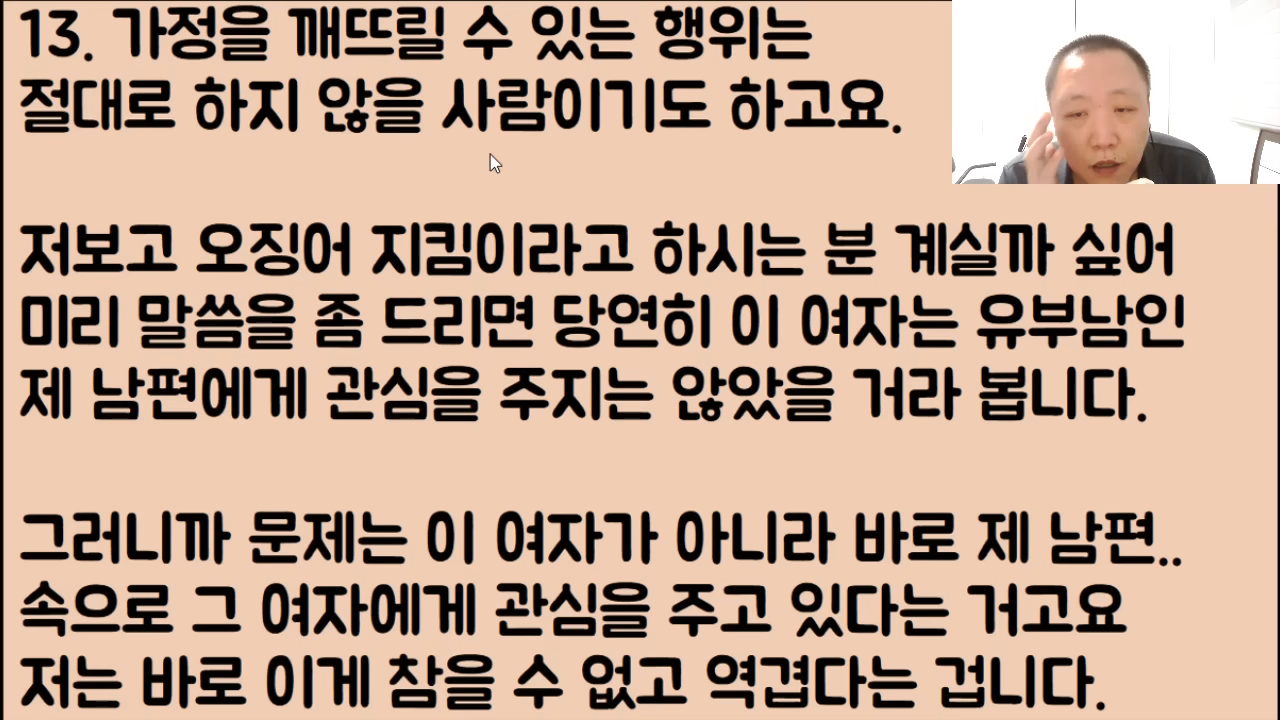 13. 가정을 깨뜨릴 수 있는 행위는
절대로 하지 않을 사람이기도 하고요.
저보고 오징어 지킴이라고 하시는 분 계실까 싶어
미리 말씀을 좀 드리면 당연히 이 여자는 유부남인
제 남편에게 관심을 주지는 않았을 거라 봅니다.
그러니까 문제는 이 여자가 아니라 바로 제 남편..
속으로 그 여자에게 관심을 주고 있다는 거고요
저는 바로 이게 참을 수 없고 역겹다는 겁니다.